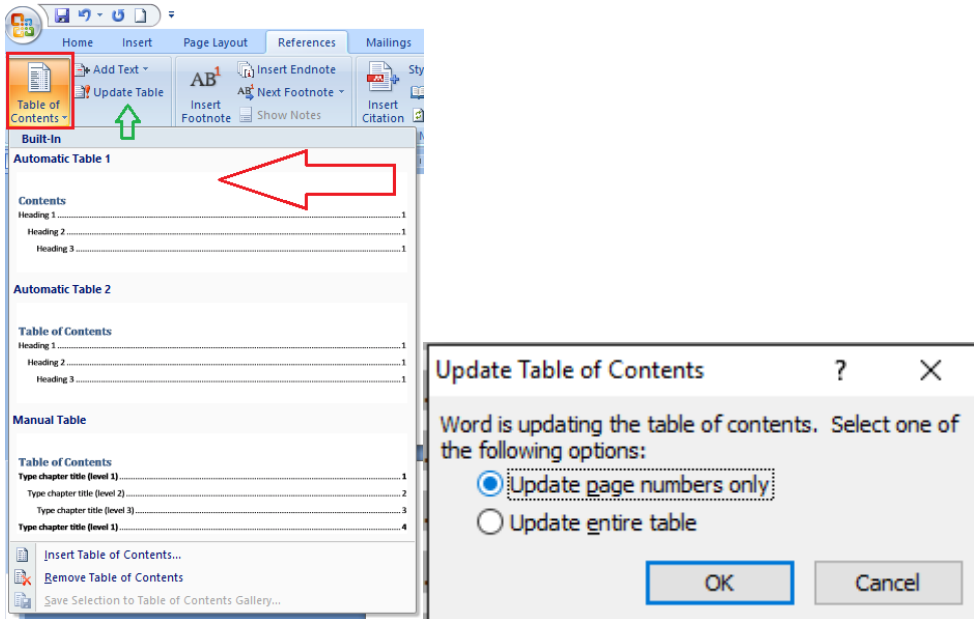 Home Insert Page Layout References Mailings
Table of Contents
Add Text
Update Table
AB¹
Insert Footnote
Insert Endnote
Next Footnote
Show Notes
Insert Citation
Sty
Built-In
Automatic Table 1
Contents
Heading 1 1
Heading 2 1
Heading 3 1
Automatic Table 2
Table of Contents
Heading 1 1
Heading 2 1
Heading 3 1
Manual Table
Table of Contents
Type chapter title (level 1) 1
Type chapter title (level 2) 2
Type chapter title (level 3) 3
Type chapter title (level 1) 4
Insert Table of Contents...
Remove Table of Contents
Save Selection to Table of Contents Gallery...
Update Table of Contents ?
Word is updating the table of contents. Select one of
the following options:
Update page numbers only
Update entire table
OK Cancel